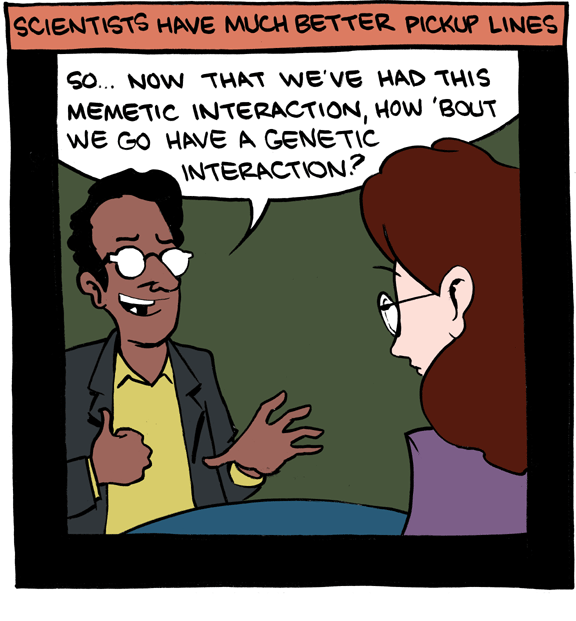 SCIENTISTS HAVE MUCH BETTER PICKUP LINES
SO... NOW THAT WE'VE HAD THIS
MEMETIC INTERACTION, HOW 'BOUT
WE GO HAVE A GENETIC
INTERACTION?